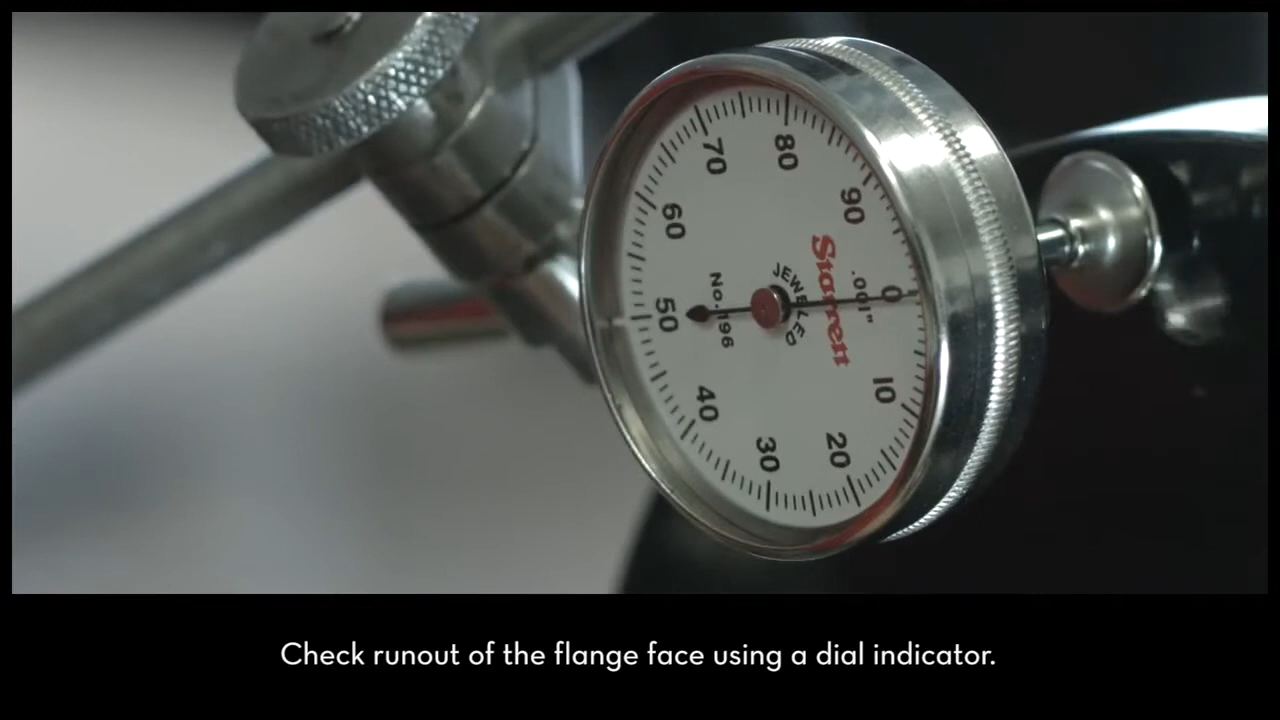 70
80
60
90
Starrett
.001"
JEWELED
No. 196
0
50
10
40
20
30
Check runout of the flange face using a dial indicator.